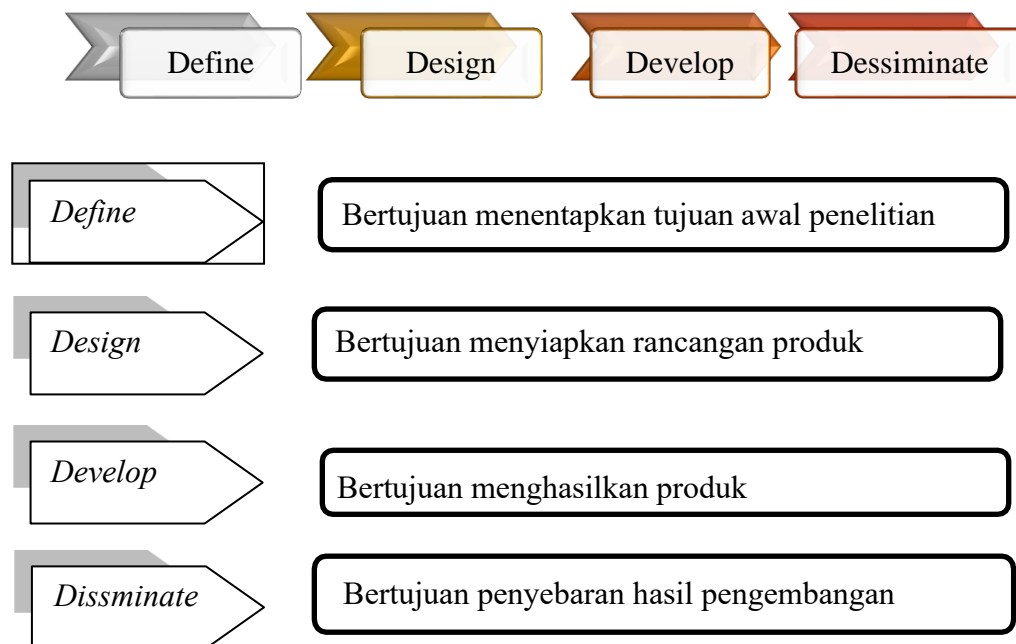 Define Design Develop Dessiminate
Define
Bertujuan menentapkan tujuan awal penelitian
Design
Bertujuan menyiapkan rancangan produk
Develop
Bertujuan menghasilkan produk
Dissminate
Bertujuan penyebaran hasil pengembangan